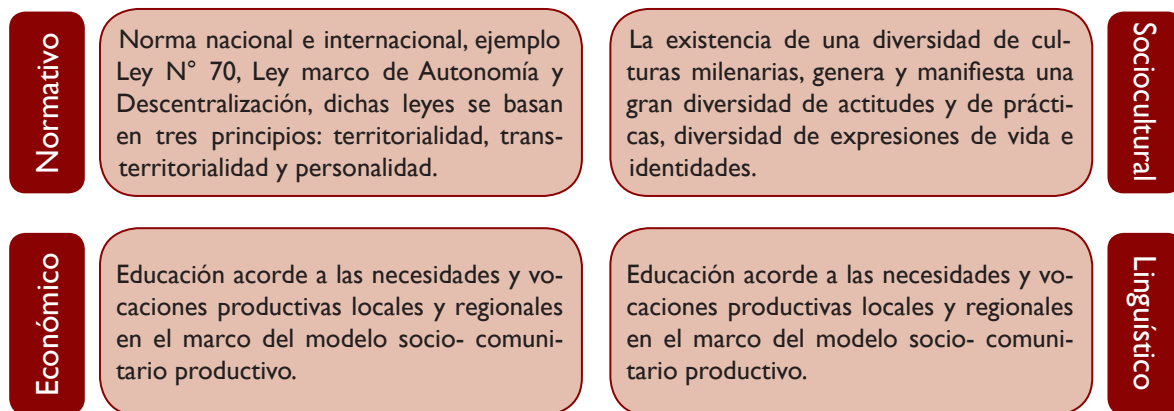 Normativo
Norma nacional e internacional, ejemplo
Ley N° 70, Ley marco de Autonomía y
Descentralización, dichas leyes se basan
en tres principios: territorialidad, trans-
territorialidad y personalidad.
La existencia de una diversidad de cul-
turas milenarias, genera y manifiesta una
gran diversidad de actitudes y de prácti-
cas, diversidad de expresiones de vida e
identidades.
Sociocultural
Económico
Educación acorde a las necesidades y vo-
caciones productivas locales y regionales
en el marco del modelo socio- comuni-
tario productivo.
Educación acorde a las necesidades y vo-
caciones productivas locales y regionales
en el marco del modelo socio- comuni-
tario productivo.
Linguístico